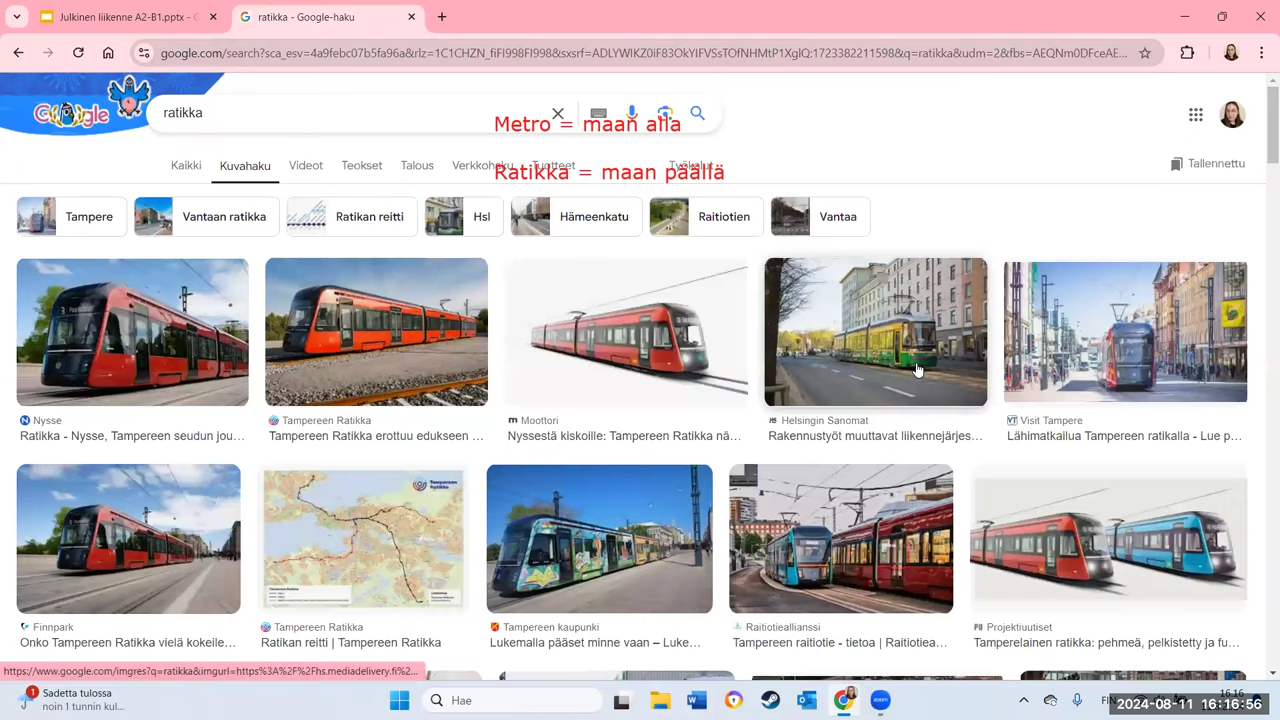 Julkinen liikenne A2-B1.pptx - G
ratikka - Google-haku
google.com/search?sca_esv=4a9febc07b5fa96a&rlz=1C1CHZN_fiFI998FI998&sxsrf=ADLYWIKZ0iF83OkYIFVSsTOfNHMtP1XglQ:1723382211598&q=ratikka&udm=2&fbs=AEQNm0DFceAE...
Google
ratikka
Metro = maan alla
Kaikki
Kuvahaku
Videot
Teokset
Talous
Verkkohaku
Tuotteet
Työkalut
Tallennettu
Ratikka = maan päällä
Tampere
Vantaan ratikka
Ratikan reitti
Hsl
Hämeenkatu
Raitiotien
Vantaa
Nysse
Ratikka - Nysse, Tampereen seudun jou...
Tampereen Ratikka
Tampereen Ratikka erottuu edukseen ...
Moottori
Nyssestä kiskoille: Tampereen Ratikka nä...
Helsingin Sanomat
Rakennustyöt muuttavat liikennejärjes...
Visit Tampere
Lähimatkailua Tampereen ratikalla - Lue p...
Finnpark
Onko Tampereen Ratikka vielä kokeile...
Tampereen Ratikka
Ratikan reitti | Tampereen Ratikka
Tampereen kaupunki
Lukemalla pääset minne vaan – Luke...
Raitiotieallianssi
Tampereen raitiotie - tietoa | Raitiotiea...
Projektiuutiset
Tamperelainen ratikka: pehmeä, pelkistetty ja fu...
https://www.google.com/imgres?q=ratikka&imgurl=https%3A%2F%2Fhs.mediadelivery.fi%2...
1
Sadetta tulossa
noin 1 tunnin kul...
Hae
zoom
FIN
16.16
2024-08-11 16:16:56